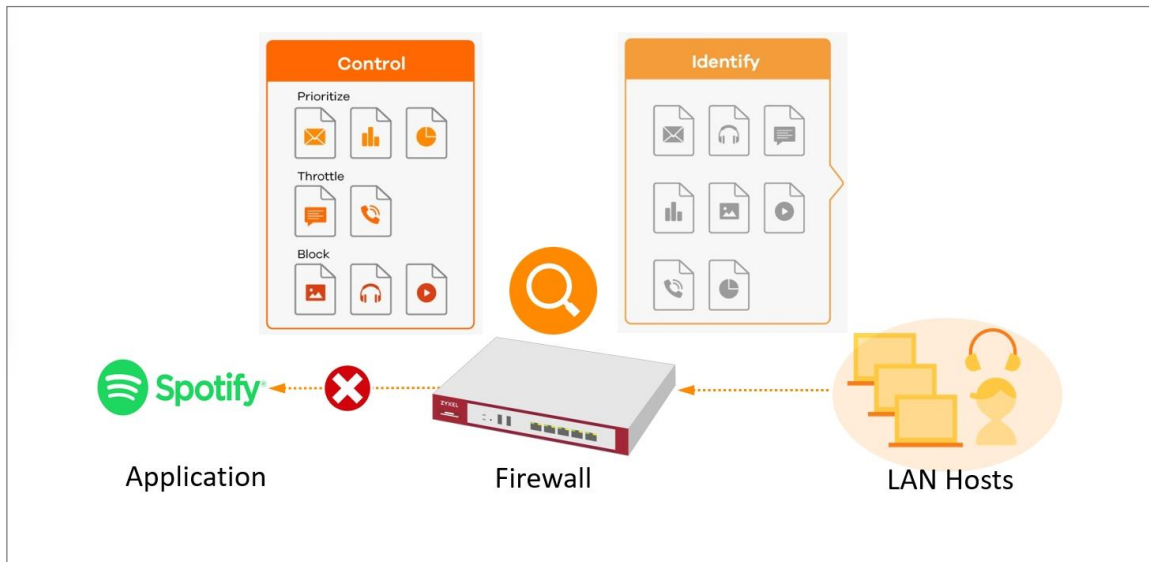 Control
Prioritize
Throttle
Block
Identify
Spotify®
ZYXEL
Application
Firewall
LAN Hosts